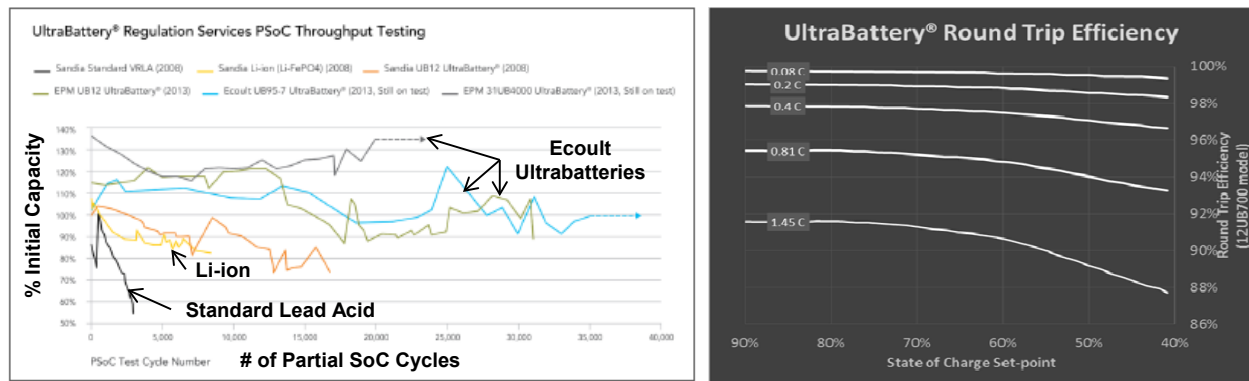 UltraBattery® Regulation Services PSoC Throughput Testing
Sandia Standard VRLA (2008)
Sandia Li-ion (Li-FePO4) (2008)
Sandia UB12 UltraBattery® (2008)
EPM UB12 UltraBattery® (2013)
Ecoult UB95-7 UltraBattery® (2013, Still on test)
EPM 31UB4000 UltraBattery® (2013, Still on test)
% Initial Capacity
140%
130%
120%
110%
100%
90%
80%
70%
60%
50%
Ecoult
Ultrabatteries
Li-ion
Standard Lead Acid
0
5,000
10,000
15,000
20,000
25,000
30,000
35,000
40,000
PSoC Test Cycle Number
# of Partial SoC Cycles
UltraBattery® Round Trip Efficiency
0.08 C
0.2 C
0.4 C
0.81 C
1.45 C
100%
98%
96%
94%
92%
90%
88%
86%
Round Trip Efficiency
(12UB700 model)
90%
80%
70%
60%
50%
40%
State of Charge Set-point